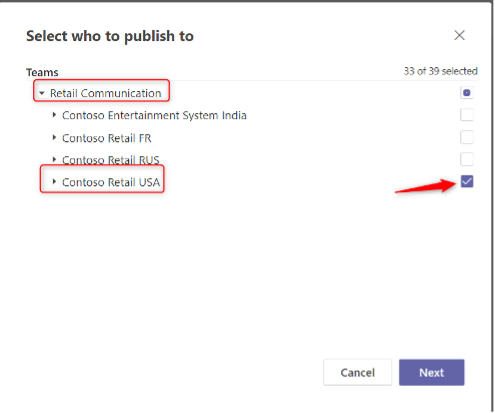 Select who to publish to
Teams 33 of 39 selected
Retail Communication
Contoso Entertainment System India
Contoso Retail FR
Contoso Retail RUS
Contoso Retail USA
Cancel Next